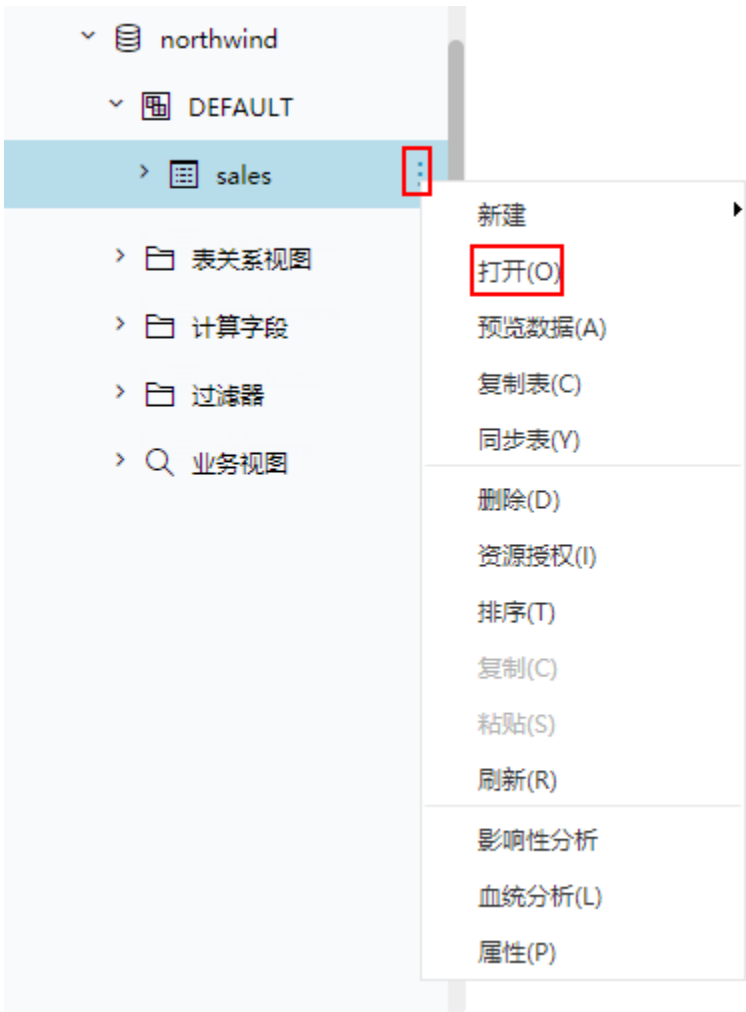 northwind
DEFAULT
sales
表关系视图
计算字段
过滤器
业务视图
新建
打开(O)
预览数据(A)
复制表(C)
同步表(Y)
删除(D)
资源授权(I)
排序(T)
复制(C)
粘贴(S)
刷新(R)
影响性分析
血统分析(L)
属性(P)